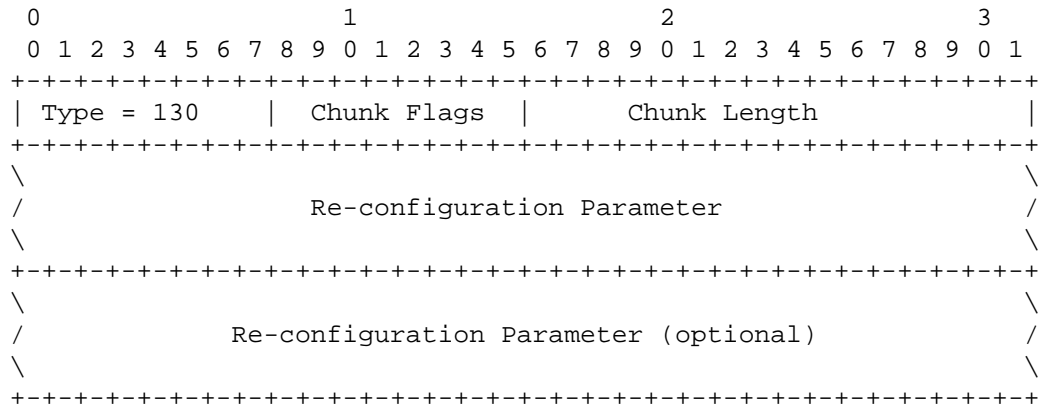 0                   1                   2                   3
 0 1 2 3 4 5 6 7 8 9 0 1 2 3 4 5 6 7 8 9 0 1 2 3 4 5 6 7 8 9 0 1
+-+-+-+-+-+-+-+-+-+-+-+-+-+-+-+-+-+-+-+-+-+-+-+-+-+-+-+-+-+-+-+-+
| Type = 130    |  Chunk Flags  |      Chunk Length             |
+-+-+-+-+-+-+-+-+-+-+-+-+-+-+-+-+-+-+-+-+-+-+-+-+-+-+-+-+-+-+-+-+
\                                                               \
/                  Re-configuration Parameter                   /
\                                                               \
+-+-+-+-+-+-+-+-+-+-+-+-+-+-+-+-+-+-+-+-+-+-+-+-+-+-+-+-+-+-+-+-+
\                                                               \
/             Re-configuration Parameter (optional)             /
\                                                               \
+-+-+-+-+-+-+-+-+-+-+-+-+-+-+-+-+-+-+-+-+-+-+-+-+-+-+-+-+-+-+-+-+